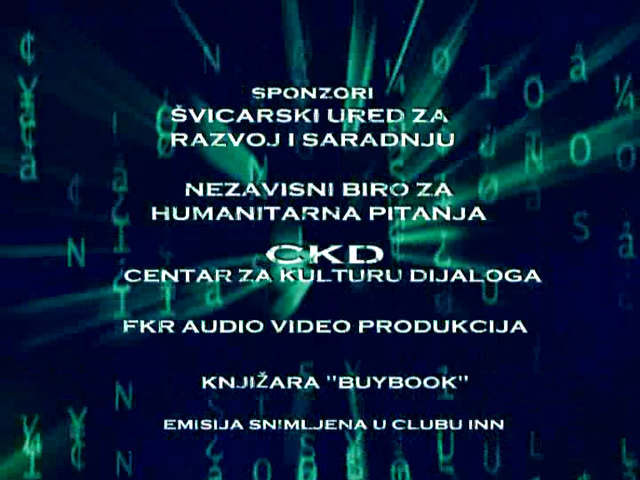 SPONZORI
ŠVICARSKI URED ZA
RAZVOJ I SARADNJU
NEZAVISNI BIRO ZA
HUMANITARNA PITANJA
CKD
CENTAR ZA KULTURU DIJALOGA
FKR AUDIO VIDEO PRODUKCIJA
KNJIŽARA "BUYBOOK"
EMISIJA SNIMLJENA U CLUBU INN